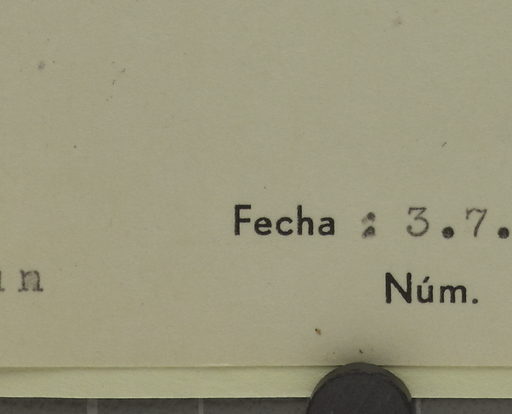 Fecha : 3.7.
Núm.